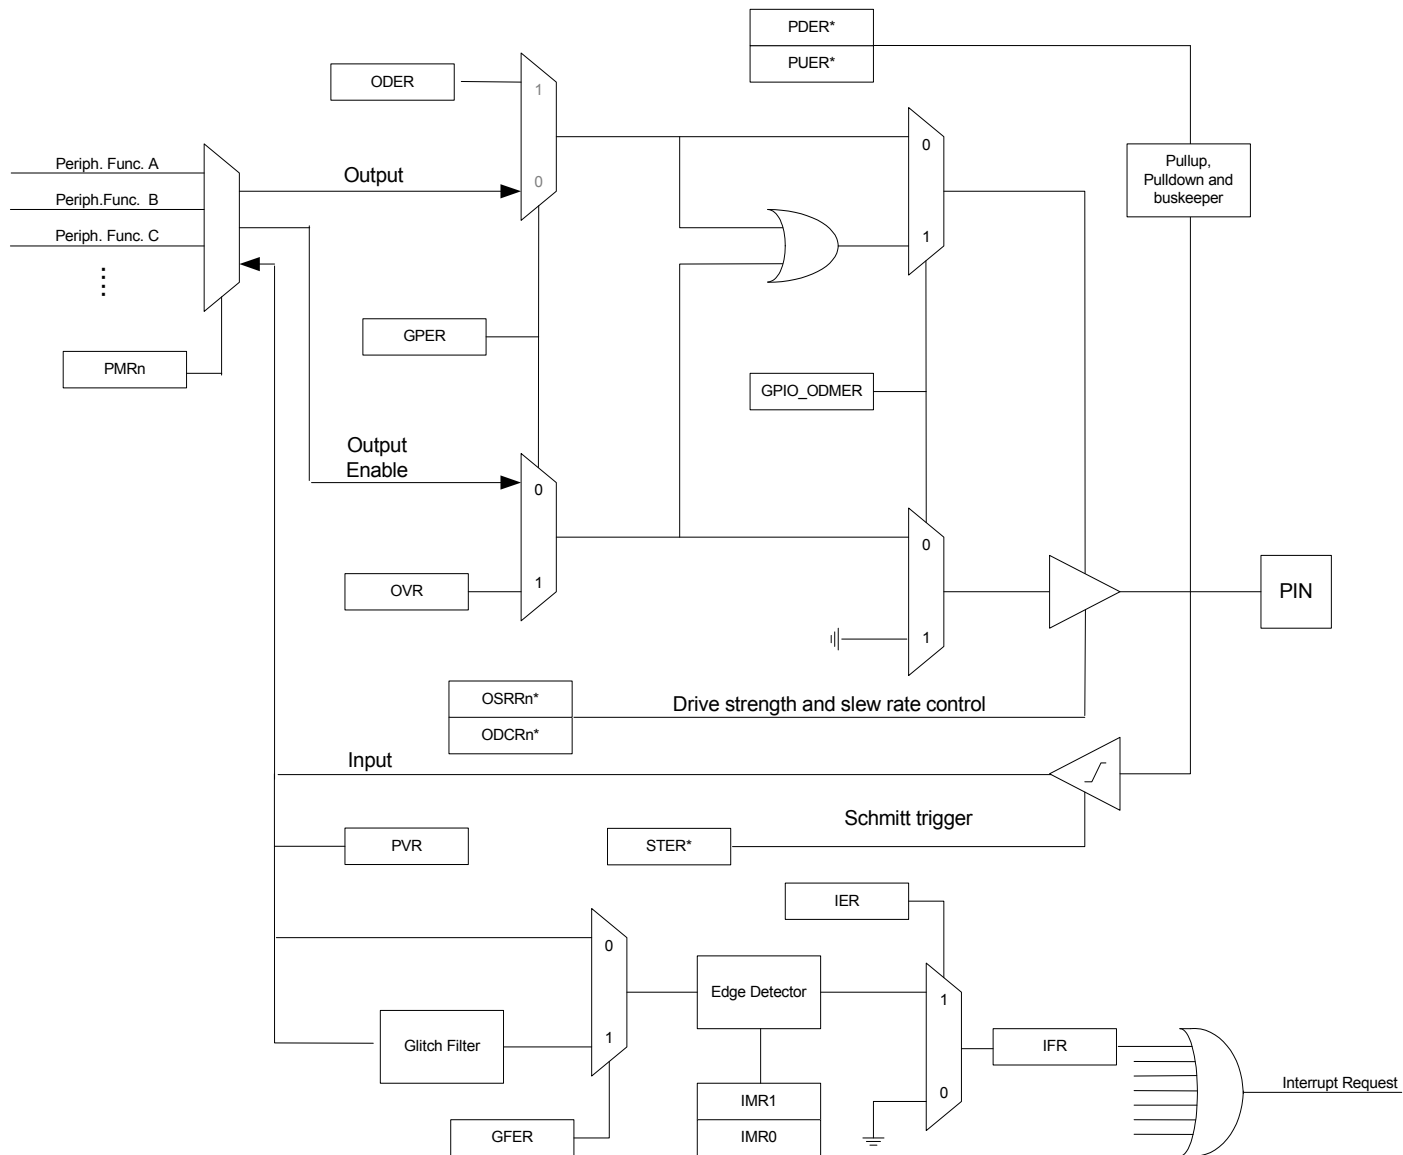 PDER*
PUER*
ODER
1
0
Periph. Func. A
Periph.Func. B
Periph. Func. C
Output
0
1
Pullup,
Pulldown and
buskeeper
GPER
PMRn
GPIO_ODMER
Output
Enable
0
1
OVR
0
1
PIN
OSRRn*
ODCRn*
Drive strength and slew rate control
Input
Schmitt trigger
PVR
STER*
IER
0
1
Edge Detector
1
0
Glitch Filter
IFR
Interrupt Request
IMR1
IMR0
GFER